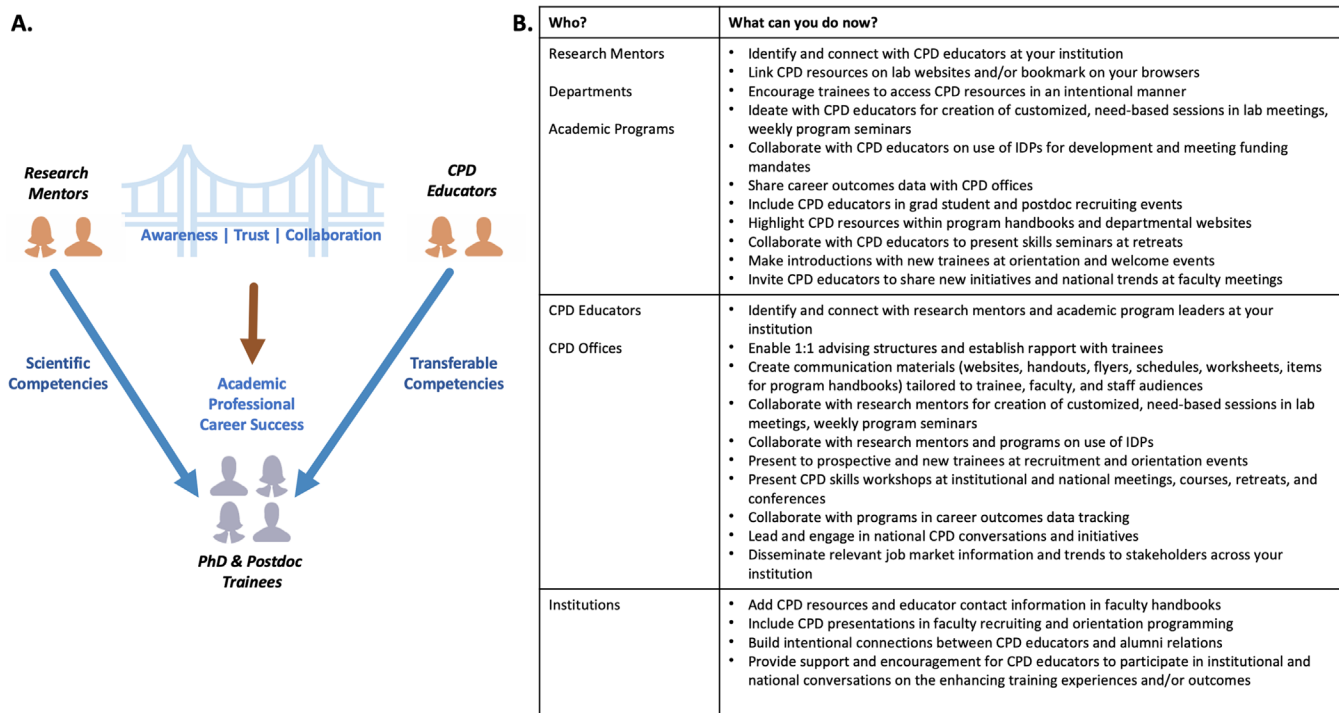 A.
Research
Mentors
CPD
Educators
Awareness | Trust | Collaboration
Scientific
Competencies
Transferable
Competencies
Academic
Professional
Career Success
PhD & Postdoc
Trainees
B.
Who?
What can you do now?
Research Mentors
Departments
Academic Programs
• Identify and connect with CPD educators at your institution
• Link CPD resources on lab websites and/or bookmark on your browsers
• Encourage trainees to access CPD resources in an intentional manner
• Ideate with CPD educators for creation of customized, need-based sessions in lab meetings,
weekly program seminars
• Collaborate with CPD educators on use of IDPs for development and meeting funding
mandates
• Share career outcomes data with CPD offices
• Include CPD educators in grad student and postdoc recruiting events
• Highlight CPD resources within program handbooks and departmental websites
• Collaborate with CPD educators to present skills seminars at retreats
• Make introductions with new trainees at orientation and welcome events
• Invite CPD educators to share new initiatives and national trends at faculty meetings
CPD Educators
CPD Offices
• Identify and connect with research mentors and academic program leaders at your
institution
• Enable 1:1 advising structures and establish rapport with trainees
• Create communication materials (websites, handouts, flyers, schedules, worksheets, items
for program handbooks) tailored to trainee, faculty, and staff audiences
• Collaborate with research mentors for creation of customized, need-based sessions in lab
meetings, weekly program seminars
• Collaborate with research mentors and programs on use of IDPs
• Present to prospective and new trainees at recruitment and orientation events
• Present CPD skills workshops at institutional and national meetings, courses, retreats, and
conferences
• Collaborate with programs in career outcomes data tracking
• Lead and engage in national CPD conversations and initiatives
• Disseminate relevant job market information and trends to stakeholders across your
institution
Institutions
• Add CPD resources and educator contact information in faculty handbooks
• Include CPD presentations in faculty recruiting and orientation programming
• Build intentional connections between CPD educators and alumni relations
• Provide support and encouragement for CPD educators to participate in institutional and
national conversations on the enhancing training experiences and/or outcomes